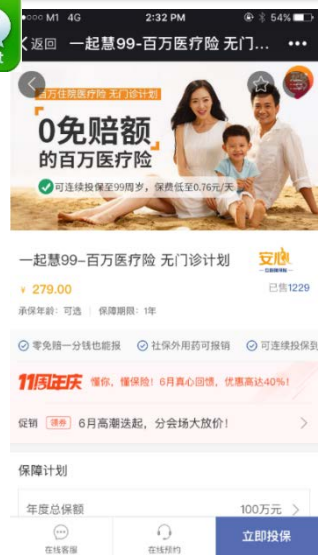 M1 4G 2:32 PM 54%
返回 一起慧99-百万医疗险 无门... •••
t
百万住院医疗险 无门诊计划
0免赔额
的百万医疗险
可连续投保至99周岁，保费低至0.76元/天
一起慧99-百万医疗险 无门诊计划
安心
¥ 279.00
已售1229
承保年龄：可选 | 保障期限：1年
零免赔一分钱也能报 社保外用药可报销 可连续投保到
11周年庆 懂你，懂保险！6月真心回馈，优惠高达40%！
促销 领券 6月高潮迭起，分会场大放价！
保障计划
年度总保额 100万元
在线客服 在线预约 立即投保